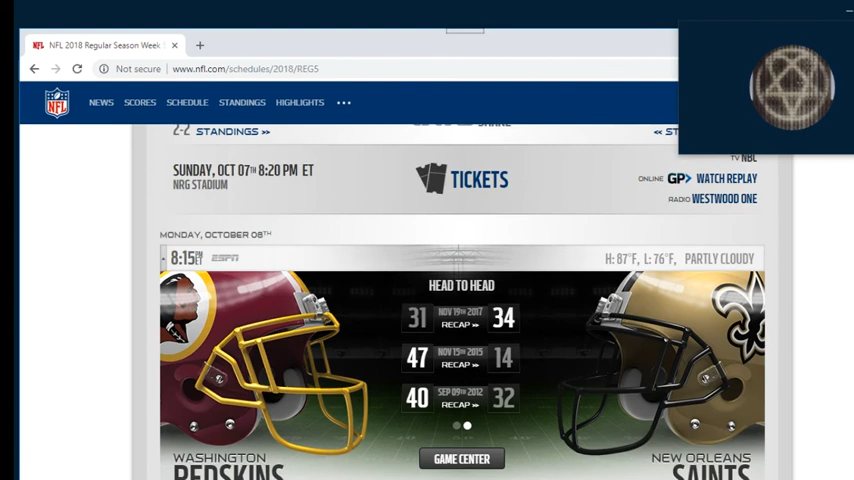 NFL 2018 Regular Season Week
Not secure | www.nfl.com/schedules/2018/REG5
NFL NEWS SCORES SCHEDULE STANDINGS HIGHLIGHTS
2-2 STANDINGS >>
SUNDAY, OCT 07TH 8:20 PM ET
NRG STADIUM
TICKETS
TV NBC
ONLINE GP> WATCH REPLAY
RADIO WESTWOOD ONE
MONDAY, OCTOBER 08TH
8:15 PM ET ESPN H: 87°F, L: 76°F, PARTLY CLOUDY
HEAD TO HEAD
31 NOV 19TH 2017 34
RECAP >>
47 NOV 15TH 2015 14
RECAP >>
40 SEP 09TH 2012 32
RECAP >>
WASHINGTON
REDSKINS
GAME CENTER
NEW ORLEANS
SAINTS